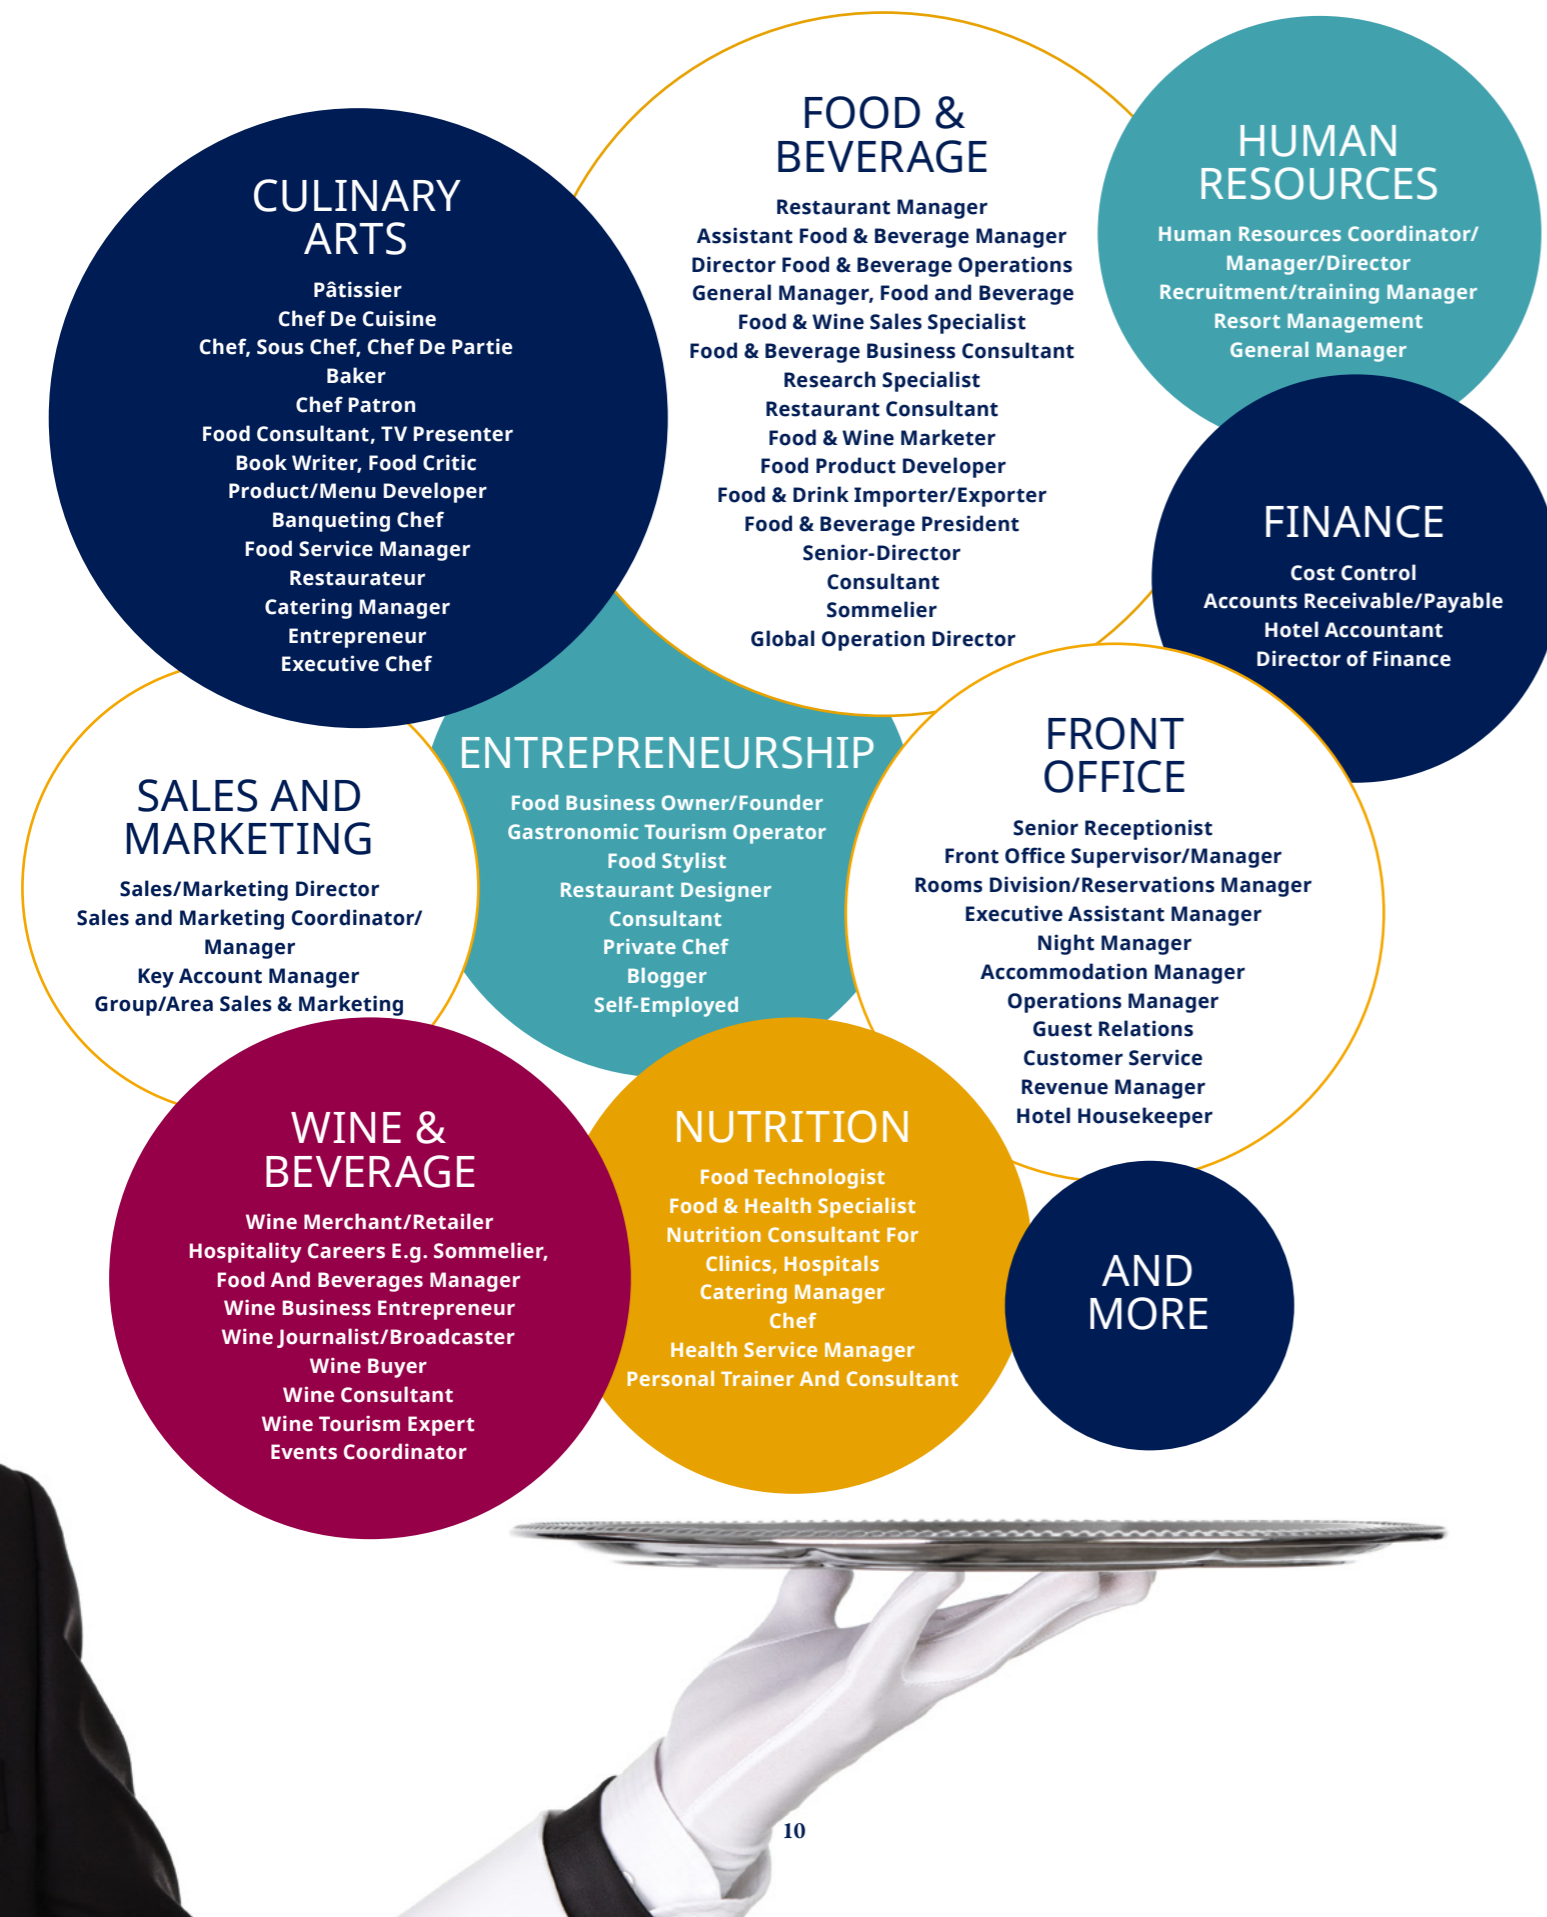 CULINARY
ARTS
Pâtissier
Chef De Cuisine
Chef, Sous Chef, Chef De Partie
Baker
Chef Patron
Food Consultant, TV Presenter
Book Writer, Food Critic
Product/Menu Developer
Banqueting Chef
Food Service Manager
Restaurateur
Catering Manager
Entrepreneur
Executive Chef
FOOD &
BEVERAGE
Restaurant Manager
Assistant Food & Beverage Manager
Director Food & Beverage Operations
General Manager, Food and Beverage
Food & Wine Sales Specialist
Food & Beverage Business Consultant
Research Specialist
Restaurant Consultant
Food & Wine Marketer
Food Product Developer
Food & Drink Importer/Exporter
Food & Beverage President
Senior-Director
Consultant
Sommelier
Global Operation Director
HUMAN
RESOURCES
Human Resources Coordinator/
Manager/Director
Recruitment/training Manager
Resort Management
General Manager
FINANCE
Cost Control
Accounts Receivable/Payable
Hotel Accountant
Director of Finance
SALES AND
MARKETING
Sales/Marketing Director
Sales and Marketing Coordinator/
Manager
Key Account Manager
Group/Area Sales & Marketing
ENTREPRENEURSHIP
Food Business Owner/Founder
Gastronomic Tourism Operator
Food Stylist
Restaurant Designer
Consultant
Private Chef
Blogger
Self-Employed
FRONT
OFFICE
Senior Receptionist
Front Office Supervisor/Manager
Rooms Division/Reservations Manager
Executive Assistant Manager
Night Manager
Accommodation Manager
Operations Manager
Guest Relations
Customer Service
Revenue Manager
Hotel Housekeeper
WINE &
BEVERAGE
Wine Merchant/Retailer
Hospitality Careers E.g. Sommelier,
Food And Beverages Manager
Wine Business Entrepreneur
Wine Journalist/Broadcaster
Wine Buyer
Wine Consultant
Wine Tourism Expert
Events Coordinator
NUTRITION
Food Technologist
Food & Health Specialist
Nutrition Consultant For
Clinics, Hospitals
Catering Manager
Chef
Health Service Manager
Personal Trainer And Consultant
AND
MORE
10